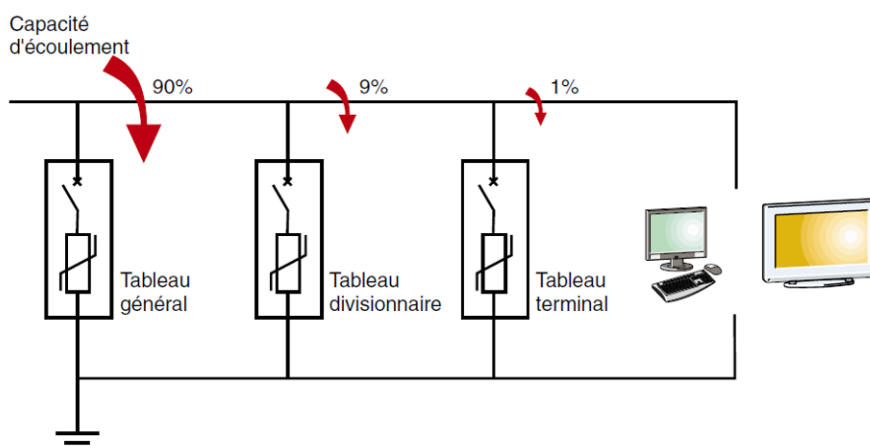 Capacité
d'écoulement
90%
9%
1%
Tableau
général
Tableau
divisionnaire
Tableau
terminal